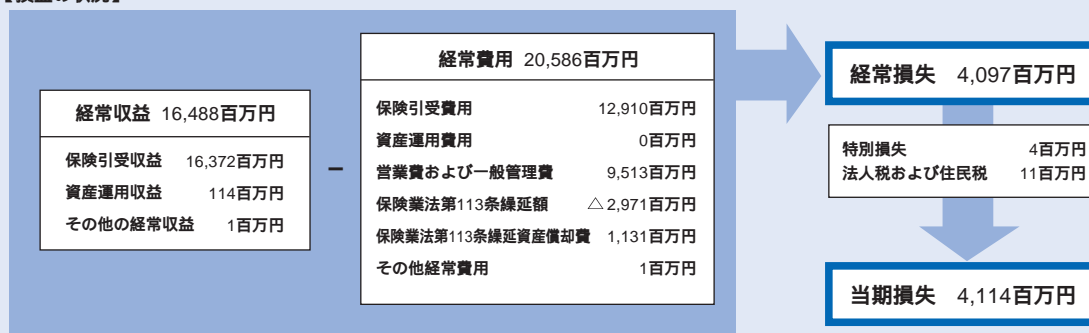 経常収益 16,488百万円
保険引受収益 16,372百万円
資産運用収益 114百万円
その他の経常収益 1百万円
−
経常費用 20,586百万円
保険引受費用 12,910百万円
資産運用費用 0百万円
営業費および一般管理費 9,513百万円
保険業法第113条繰延額 △2,971百万円
保険業法第113条繰延資産償却費 1,131百万円
その他経常費用 1百万円
経常損失 4,097百万円
特別損失 4百万円
法人税および住民税 11百万円
当期損失 4,114百万円